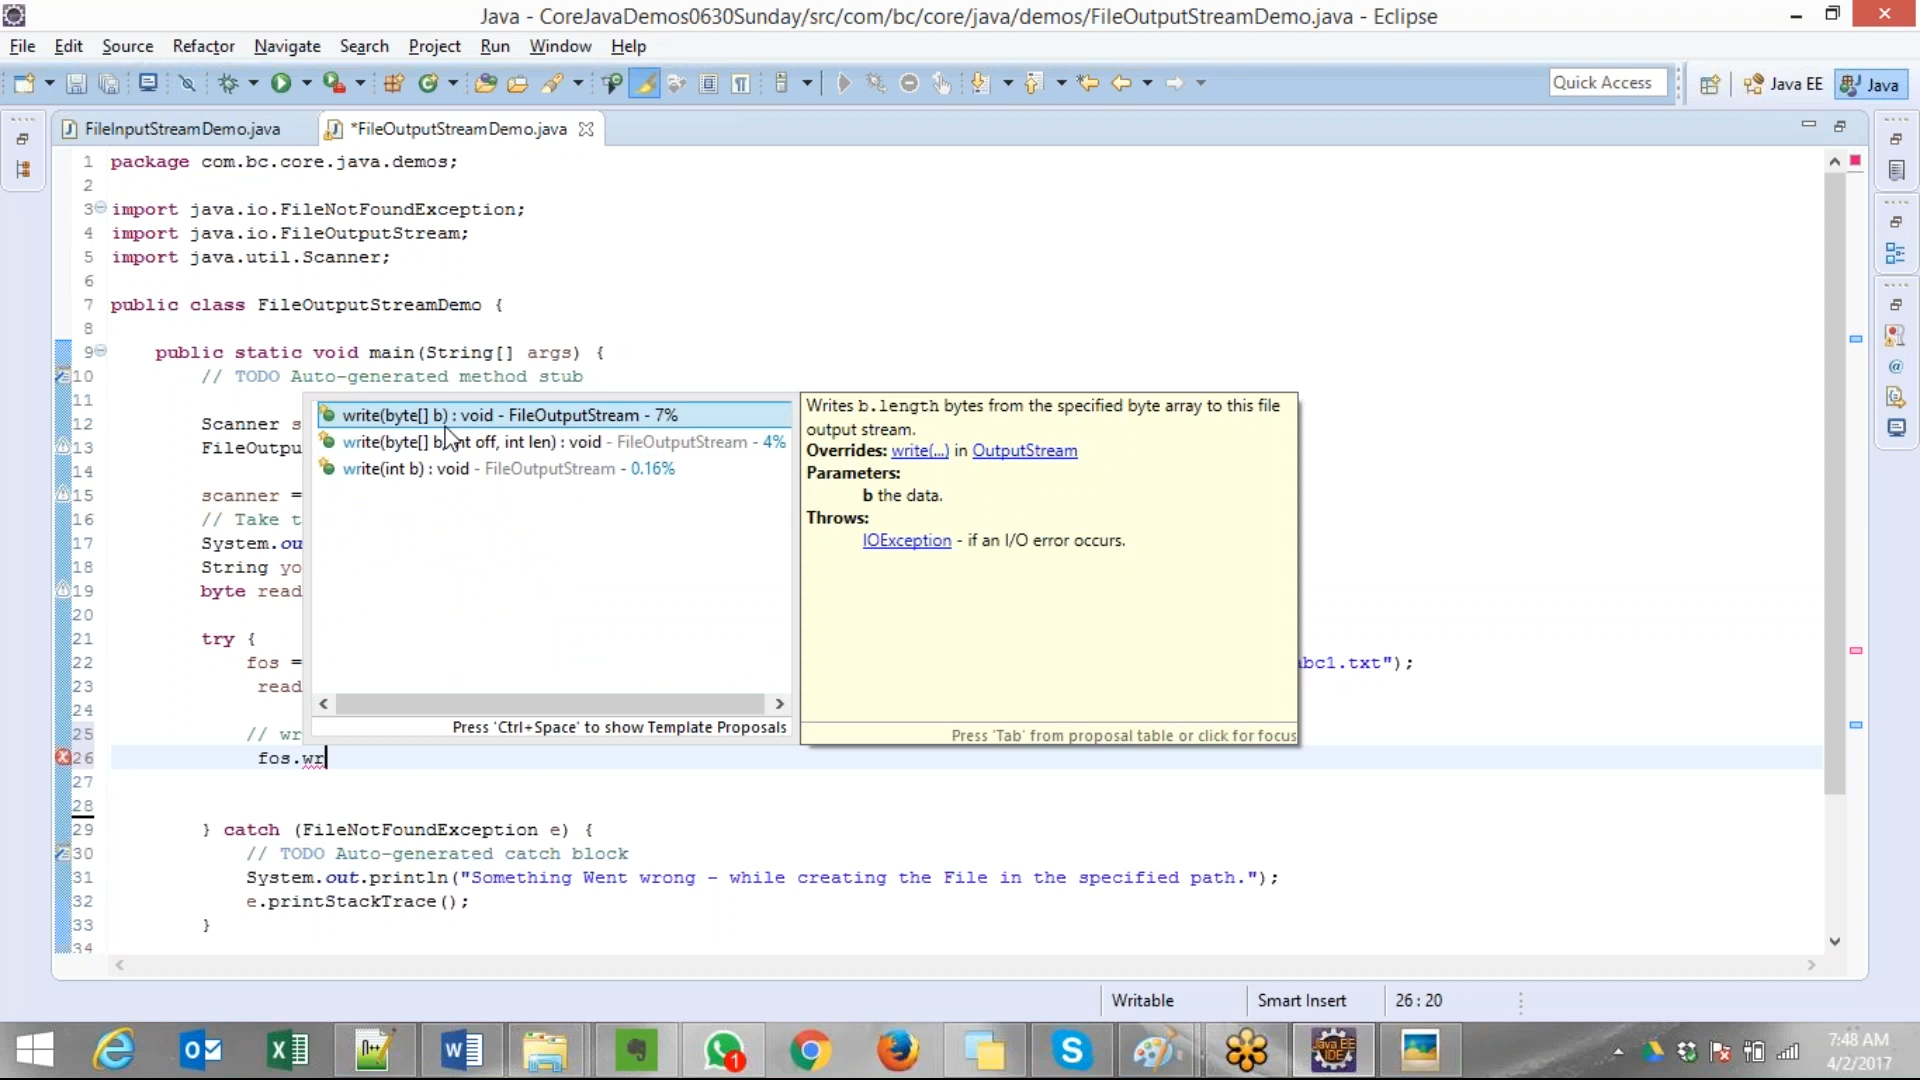 Java - CoreJavaDemos0630Sunday/src/com/bc/core/java/demos/FileOutputStreamDemo.java - Eclipse
File Edit Source Refactor Navigate Search Project Run Window Help
Quick Access Java EE Java
FileInputStreamDemo.java *FileOutputStreamDemo.java
1 package com.bc.core.java.demos;
2
3 import java.io.FileNotFoundException;
4 import java.io.FileOutputStream;
5 import java.util.Scanner;
6
7 public class FileOutputStreamDemo {
8
9 public static void main(String[] args) {
10 // TODO Auto-generated method stub
11
12 Scanner s
13 FileOutpu
14
15 scanner =
16 // Take t
17 System.ou
18 String yo
19 byte read
20
21 try {
22 fos = bc1.txt");
23 read
24
25 // wr
26 fos.wr
27
28
29 } catch (FileNotFoundException e) {
30 // TODO Auto-generated catch block
31 System.out.println("Something Went wrong - while creating the File in the specified path.");
32 e.printStackTrace();
33 }
34
write(byte[] b) : void - FileOutputStream - 7%
write(byte[] b, int off, int len) : void - FileOutputStream - 4%
write(int b) : void - FileOutputStream - 0.16%
Press 'Ctrl+Space' to show Template Proposals
Writes b.length bytes from the specified byte array to this file
output stream.
Overrides: write(...) in OutputStream
Parameters:
b the data.
Throws:
IOException - if an I/O error occurs.
Press 'Tab' from proposal table or click for focus
Writable Smart Insert 26 : 20
7:48 AM
4/2/2017